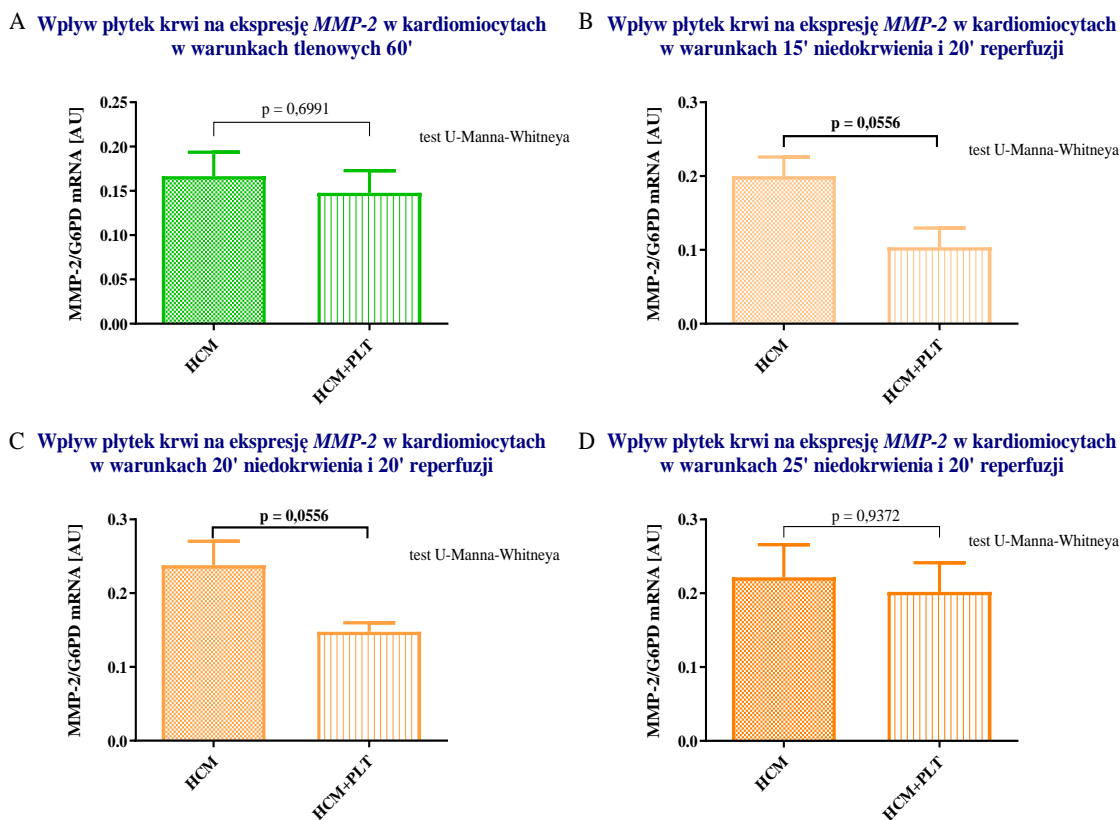 A Wpływ płytek krwi na ekspresję MMP-2 w kardiomiocytach
w warunkach tlenowych 60'
MMP-2/G6PD mRNA [AU]
0.25
0.20
0.15
0.10
0.05
0.00
p = 0,6991
test U-Manna-Whitneya
HCM
HCM+PLT
B Wpływ płytek krwi na ekspresję MMP-2 w kardiomiocytach
w warunkach 15' niedokrwienia i 20' reperfuzji
MMP-2/G6PD mRNA [AU]
0.3
0.2
0.1
0.0
p = 0,0556
test U-Manna-Whitneya
HCM
HCM+PLT
C Wpływ płytek krwi na ekspresję MMP-2 w kardiomiocytach
w warunkach 20' niedokrwienia i 20' reperfuzji
MMP-2/G6PD mRNA [AU]
0.3
0.2
0.1
0.0
p = 0,0556
test U-Manna-Whitneya
HCM
HCM+PLT
D Wpływ płytek krwi na ekspresję MMP-2 w kardiomiocytach
w warunkach 25' niedokrwienia i 20' reperfuzji
MMP-2/G6PD mRNA [AU]
0.3
0.2
0.1
0.0
p = 0,9372
test U-Manna-Whitneya
HCM
HCM+PLT